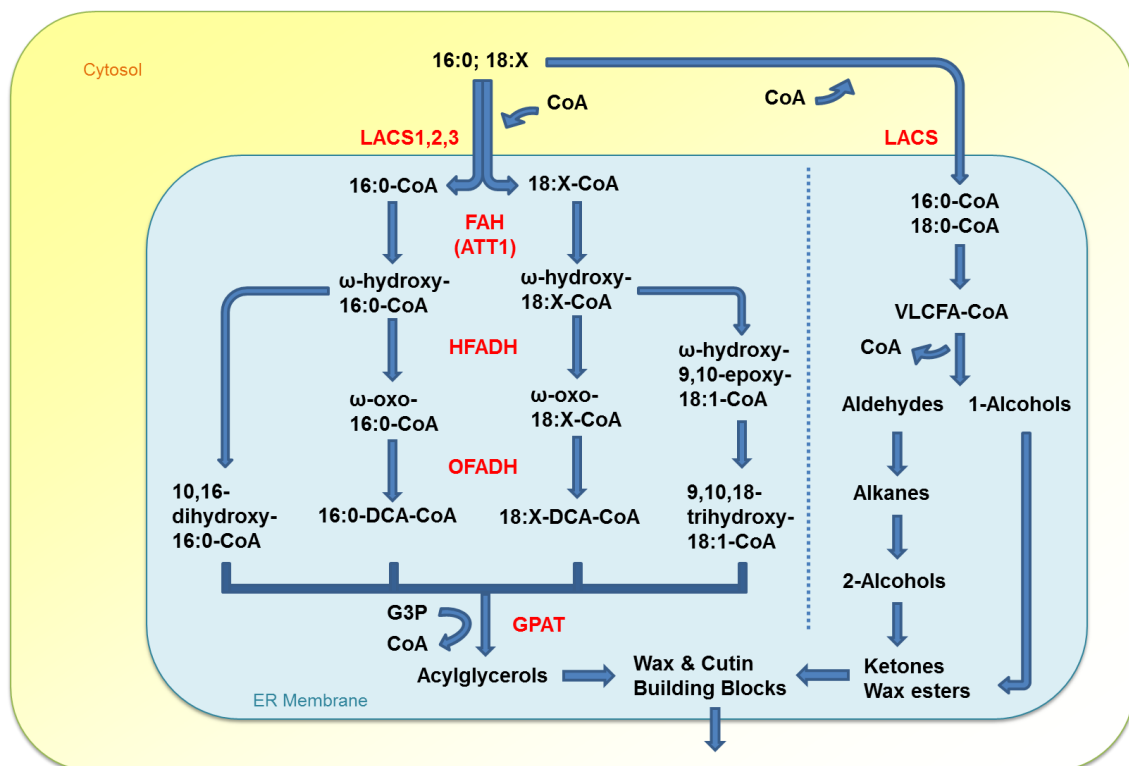 16:0; 18:X
Cytosol
CoA
CoA
LACS1,2,3
LACS
16:0-CoA
18:X-CoA
16:0-CoA
18:0-CoA
FAH
(ATT1)
ω-hydroxy-
16:0-CoA
ω-hydroxy-
18:X-CoA
VLCFA-CoA
HFADH
CoA
ω-hydroxy-
9,10-epoxy-
18:1-CoA
ω-oxo-
16:0-CoA
ω-oxo-
18:X-CoA
Aldehydes
1-Alcohols
OFADH
10,16-
dihydroxy-
16:0-CoA
16:0-DCA-CoA
18:X-DCA-CoA
9,10,18-
trihydroxy-
18:1-CoA
Alkanes
2-Alcohols
G3P
CoA
GPAT
Acylglycerols
Wax & Cutin
Building Blocks
Ketones
Wax esters
ER Membrane